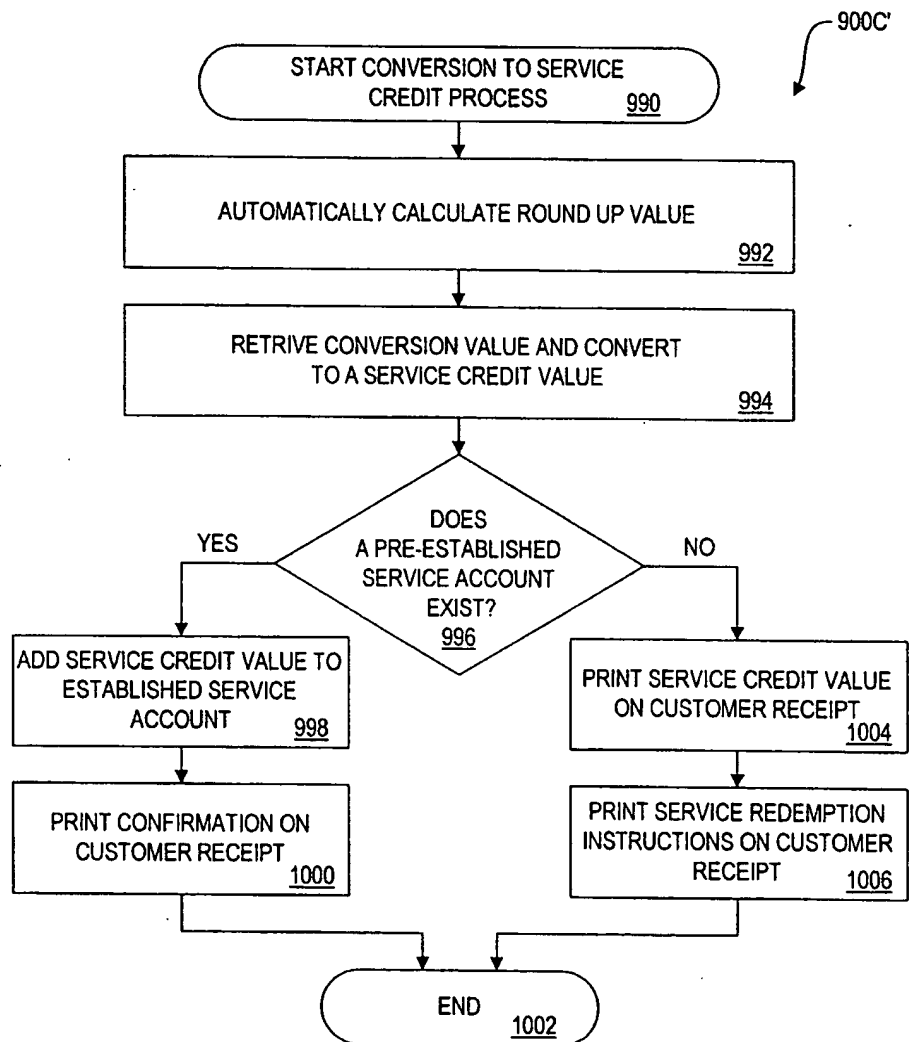 900C'
START CONVERSION TO SERVICE
CREDIT PROCESS
990
AUTOMATICALLY CALCULATE ROUND UP VALUE
992
RETRIVE CONVERSION VALUE AND CONVERT
TO A SERVICE CREDIT VALUE
994
DOES
A PRE-ESTABLISHED
SERVICE ACCOUNT
EXIST?
996
YES
NO
ADD SERVICE CREDIT VALUE TO
ESTABLISHED SERVICE
ACCOUNT
998
PRINT CONFIRMATION ON
CUSTOMER RECEIPT
1000
PRINT SERVICE CREDIT VALUE
ON CUSTOMER RECEIPT
1004
PRINT SERVICE REDEMPTION
INSTRUCTIONS ON CUSTOMER
RECEIPT
1006
END
1002